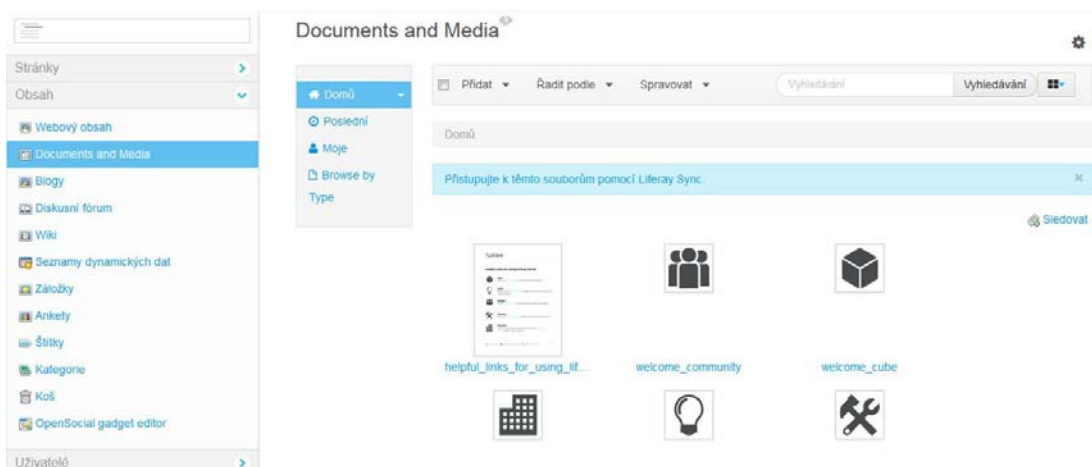 Documents and Media
Stránky
Obsah
Webový obsah
Documents and Media
Blogy
Diskusní fórum
Wiki
Seznamy dynamických dat
Záložky
Ankety
Štítky
Kategorie
Koš
OpenSocial gadget editor
Uživatelé
Domů
Poslední
Moje
Browse by
Type
Přidat
Řadit podle
Spravovat
Vyhledávání
Vyhledávání
Domů
Přistupujte k těmto souborům pomocí Liferay Sync.
Sledovat
helpful_links_for_using_lif...
welcome_community
welcome_cube